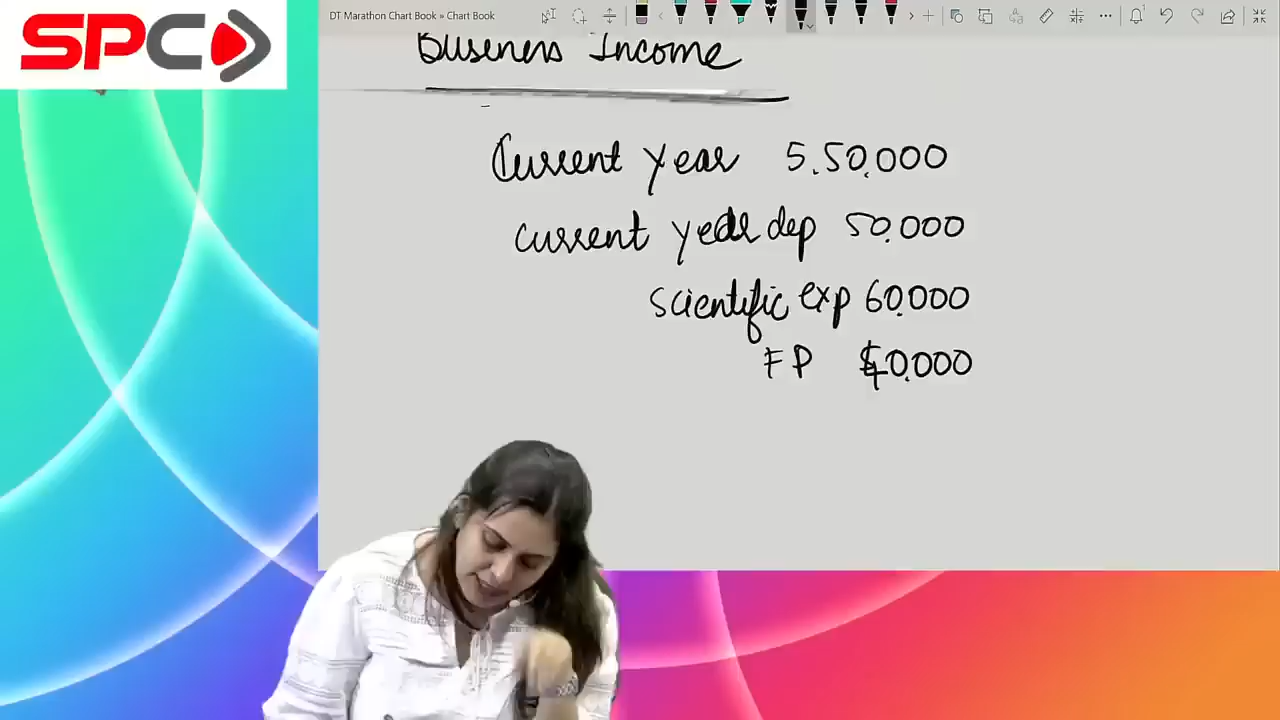 SPC
DT Marathon Chart Book » Chart Book
Business Income
Current year 5,50,000
current year dep 50,000
scientific exp 60,000
FP 40,000